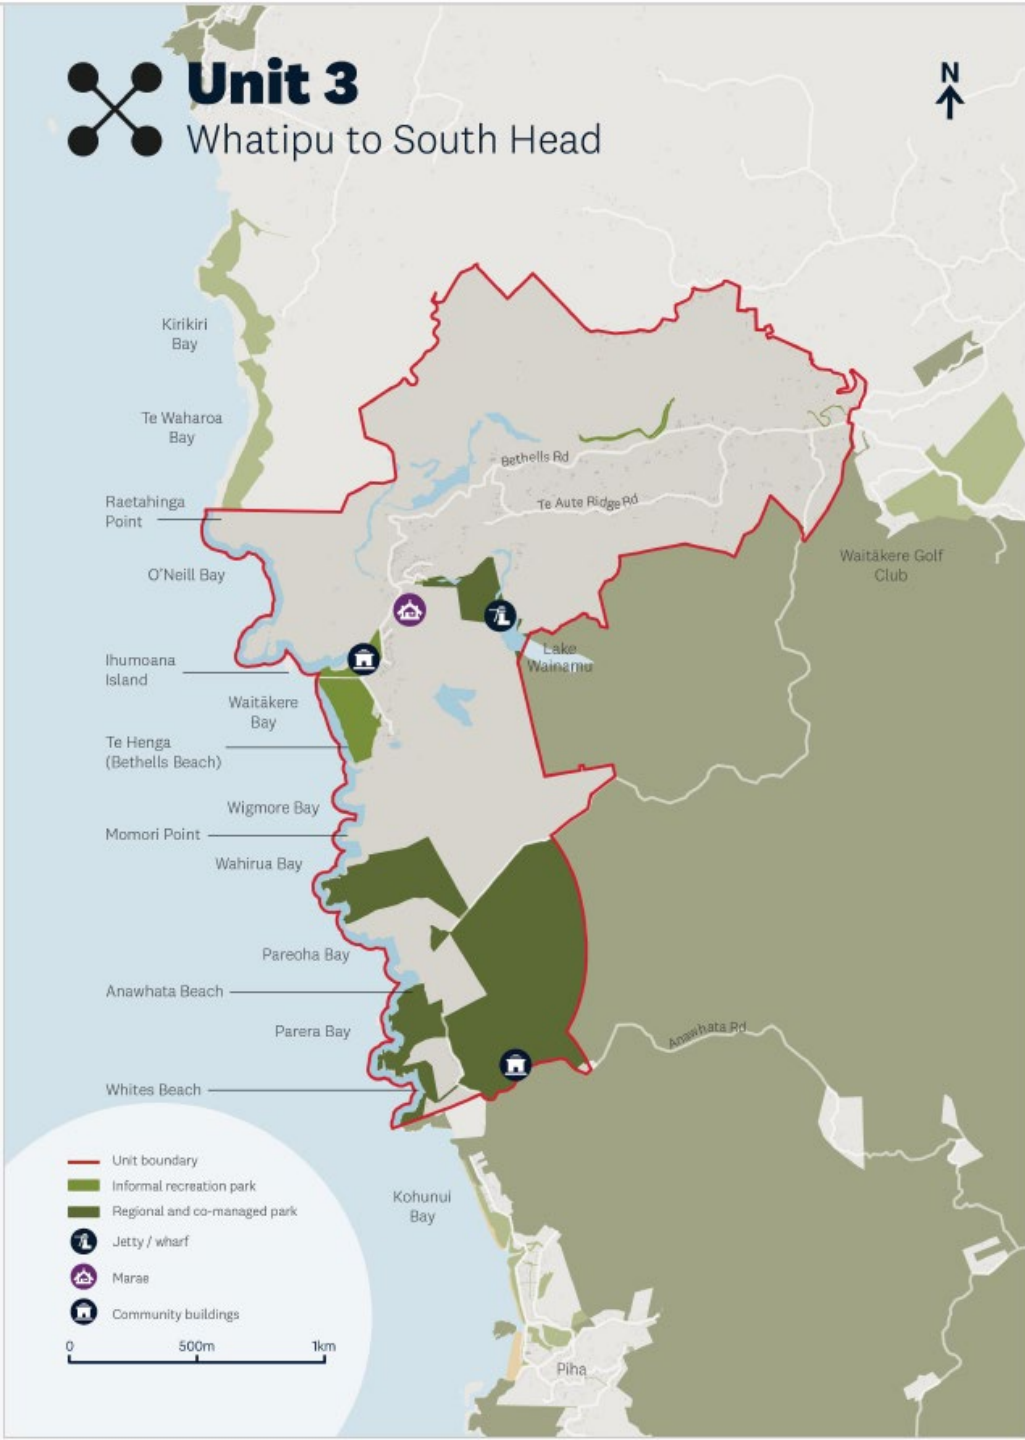 Unit 3
Whatipu to South Head
N
Kirikiri
Bay
Te Waharoa
Bay
Raetahinga
Point
O'Neill Bay
Bethells Rd
Te Aute Ridge Rd
Waitākere Golf
Club
Ihumoana
Island
Lake
Wainamu
Waitākere
Bay
Te Henga
(Bethells Beach)
Wigmore Bay
Momori Point
Wahirua Bay
Pareoha Bay
Anawhata Beach
Parera Bay
Anawhata Rd
Whites Beach
Unit boundary
Informal recreation park
Regional and co-managed park
Jetty / wharf
Marae
Community buildings
0 500m 1km
Kohunui
Bay
Piha